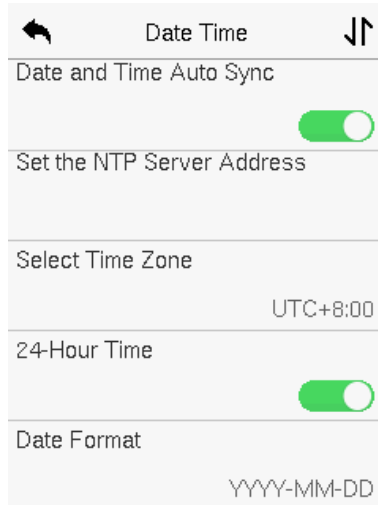 Date Time
Date and Time Auto Sync
Set the NTP Server Address
Select Time Zone
UTC+8:00
24-Hour Time
Date Format
YYYY-MM-DD